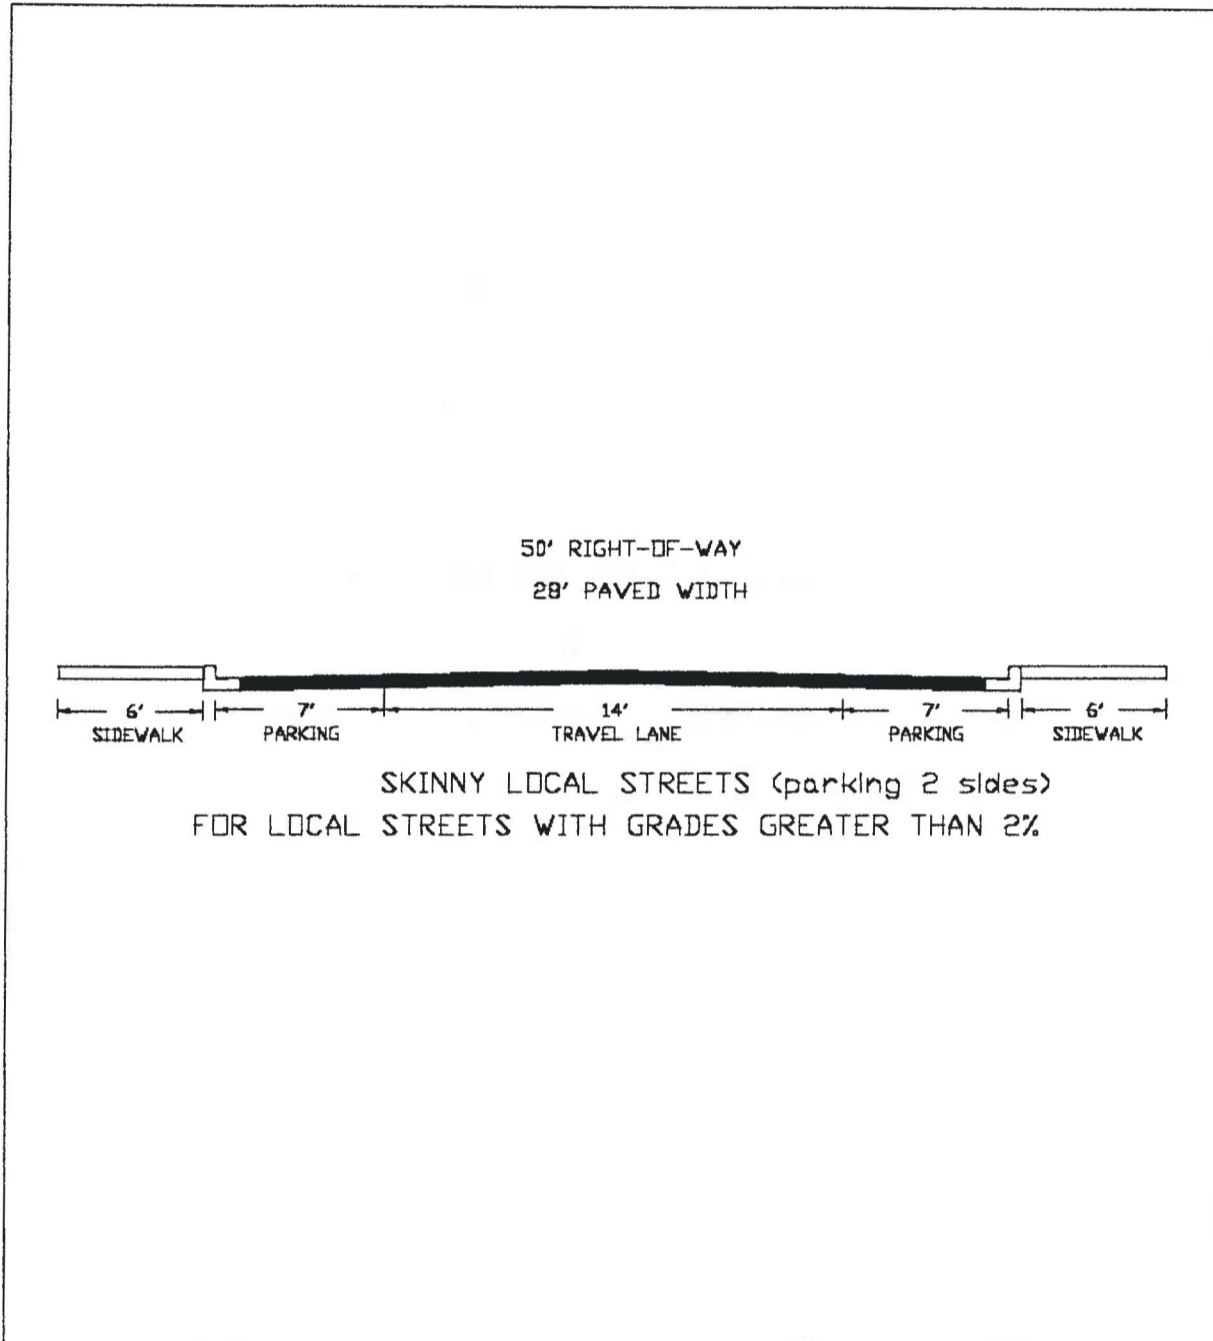 50' RIGHT-OF-WAY
28' PAVED WIDTH
6' 7' 14' 7' 6'
SIDEWALK PARKING TRAVEL LANE PARKING SIDEWALK
SKINNY LOCAL STREETS (parking 2 sides)
FOR LOCAL STREETS WITH GRADES GREATER THAN 2%